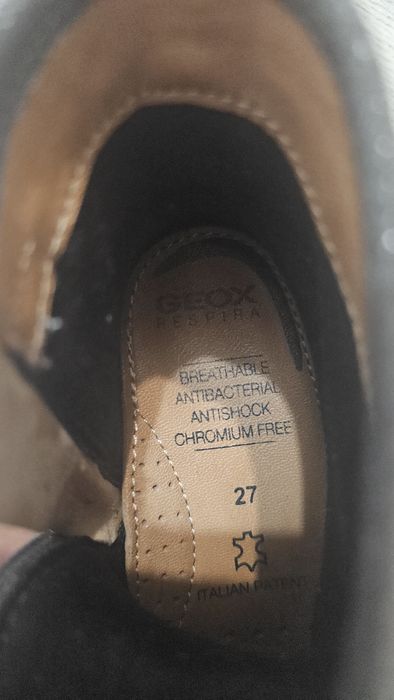 GEOX
RESPIRA
BREATHABLE
ANTIBACTERIAL
ANTISHOCK
CHROMIUM FREE
27
ITALIAN PATENT